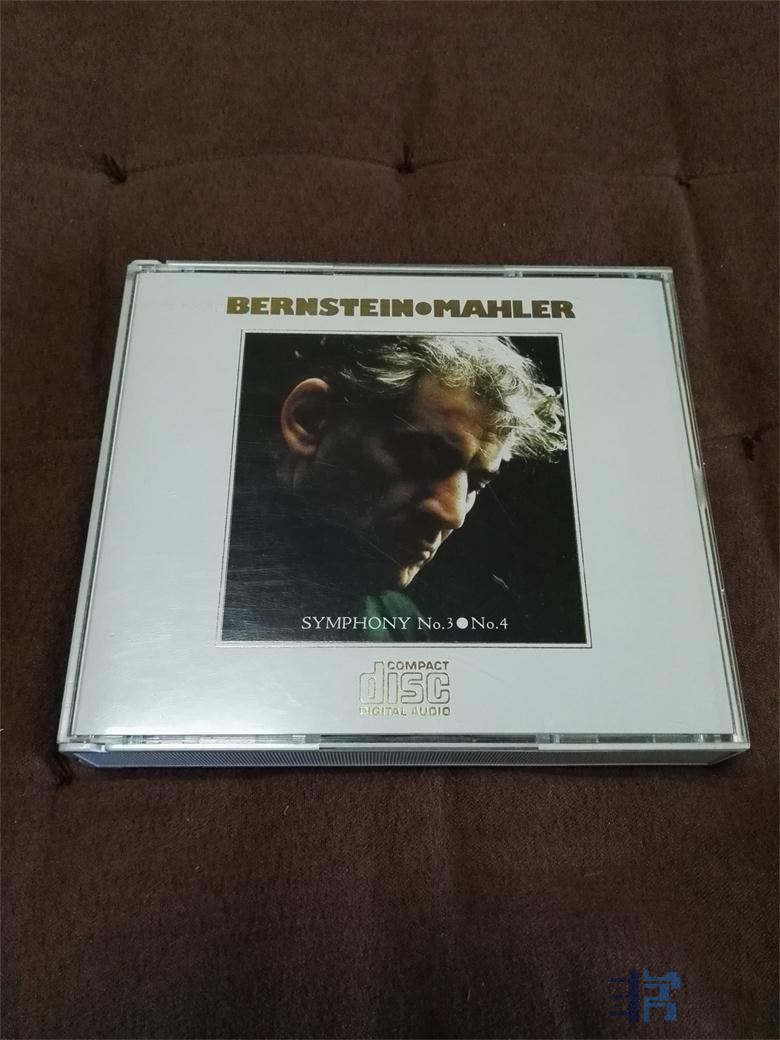 BERNSTEIN●MAHLER
SYMPHONY No.3●No.4
COMPACT
disc
DIGITAL AUDIO